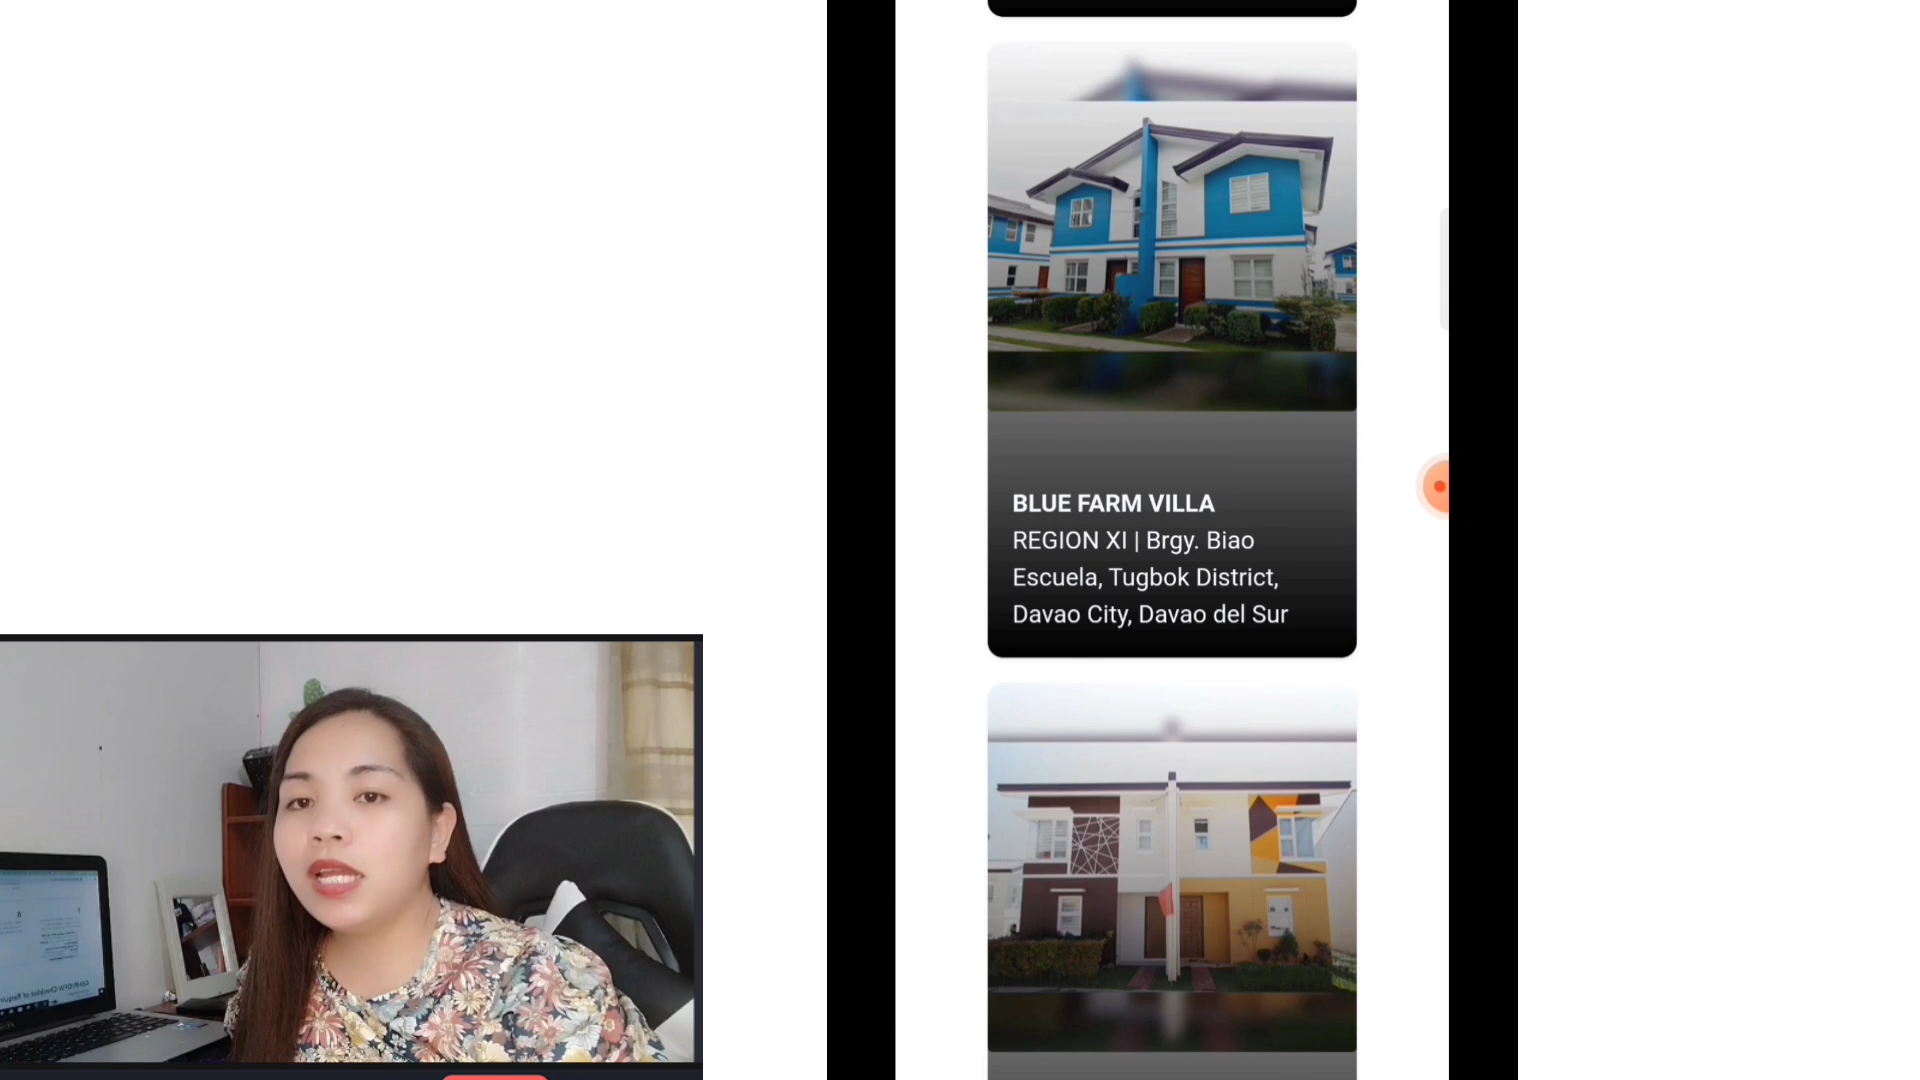 BLUE FARM VILLA
REGION XI | Brgy. Biao
Escuela, Tugbok District,
Davao City, Davao del Sur